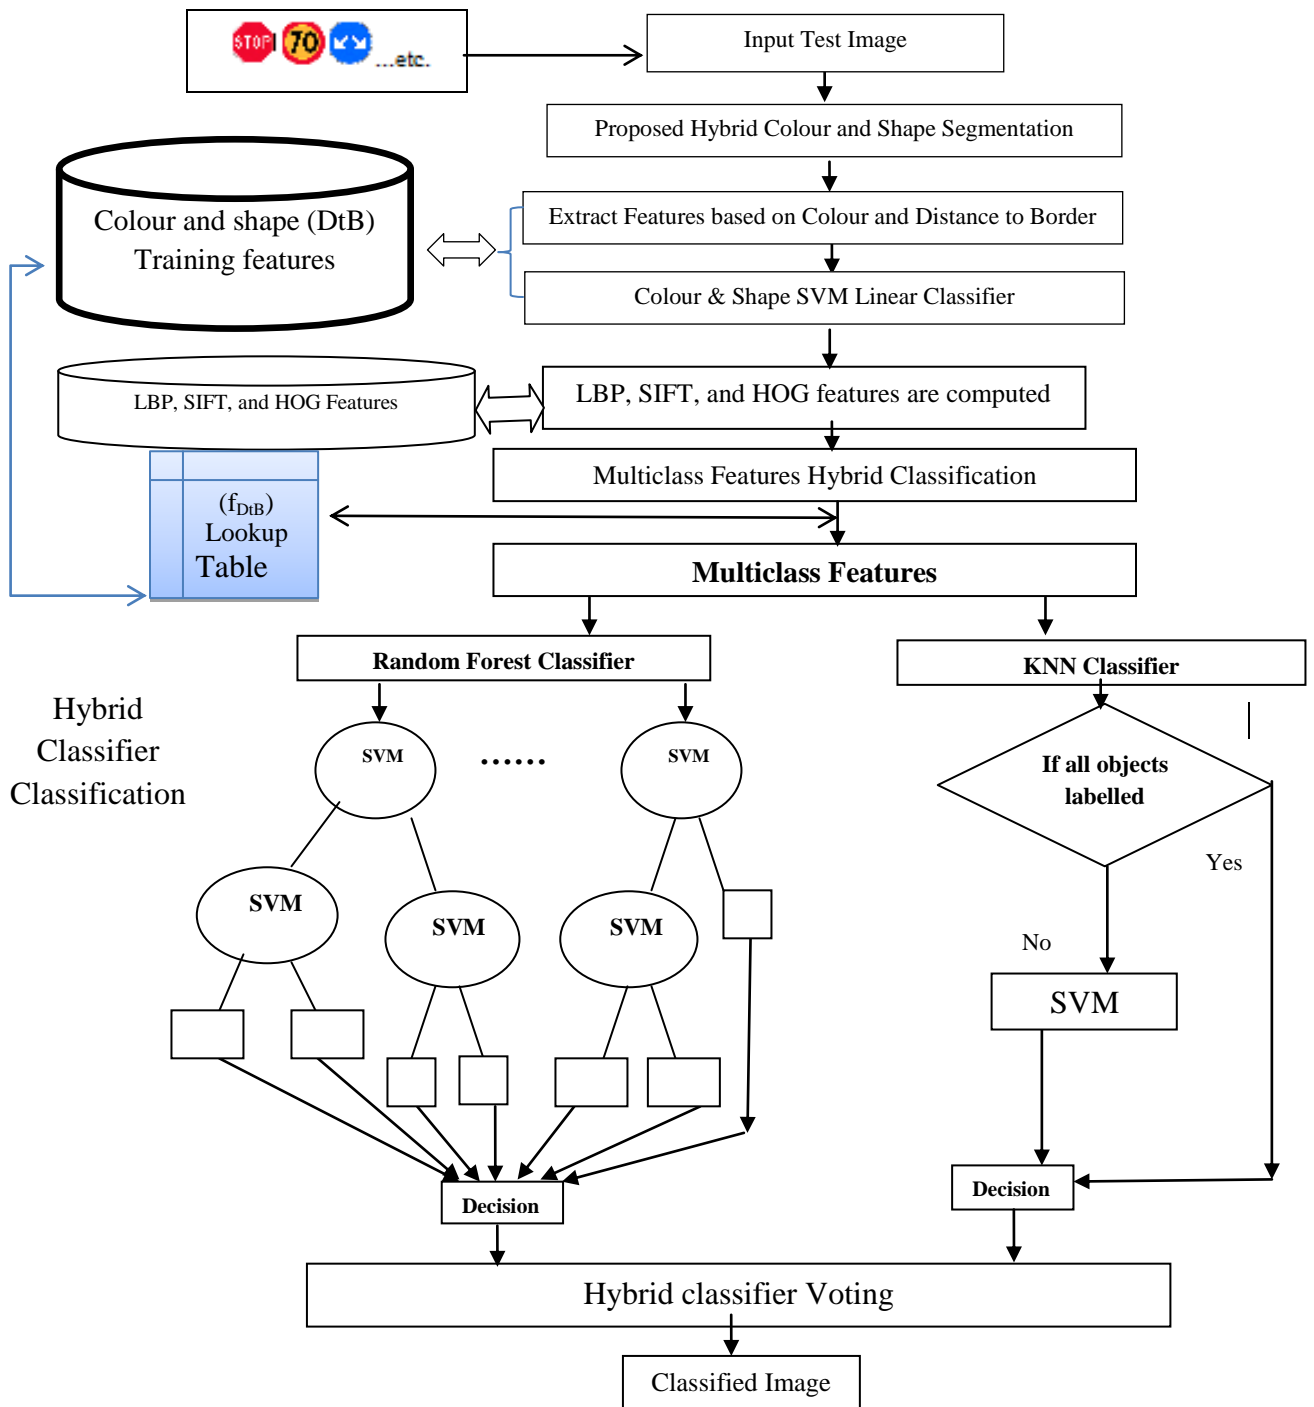 STOP 70 ...etc.
Input Test Image
Proposed Hybrid Colour and Shape Segmentation
Colour and shape (DtB)
Training features
Extract Features based on Colour and Distance to Border
Colour & Shape SVM Linear Classifier
LBP, SIFT, and HOG Features
LBP, SIFT, and HOG features are computed
Multiclass Features Hybrid Classification
(fDtB)
Lookup
Table
Multiclass Features
Random Forest Classifier
KNN Classifier
Hybrid
Classifier
Classification
SVM
......
SVM
If all objects
labelled
Yes
SVM
SVM
SVM
No
SVM
Decision
Decision
Hybrid classifier Voting
Classified Image